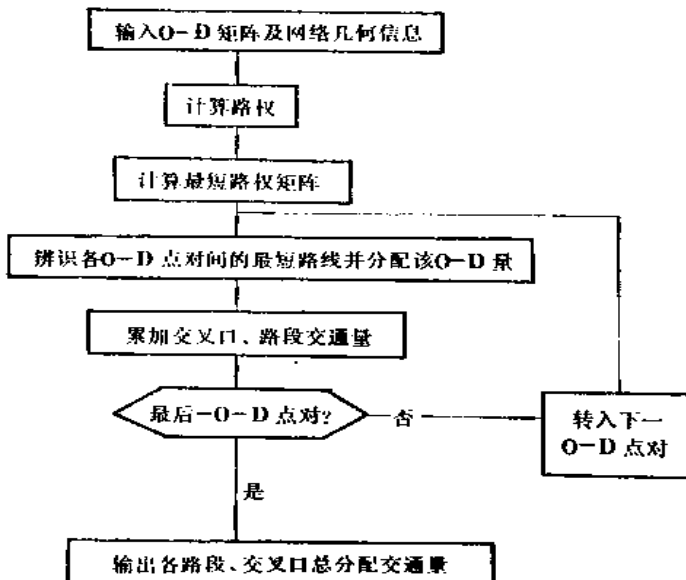 输入O-D矩阵及网络几何信息
计算路权
计算最短路权矩阵
辨识各O-D点对间的最短路线并分配该O-D量
累加交叉口、路段交通量
最后-O-D点对?
否
转入下一
O-D点对
是
输出各路段、交叉口总分配交通量